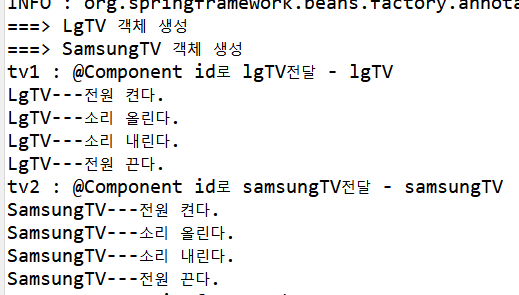 INFO : org.springframework.beans.factory.annota
===> LgTV 객체 생성
===> SamsungTV 객체 생성
tv1 : @Component id로 lgTV전달 - lgTV
LgTV---전원 켠다.
LgTV---소리 올린다.
LgTV---소리 내린다.
LgTV---전원 끈다.
tv2 : @Component id로 samsungTV전달 - samsungTV
SamsungTV---전원 켠다.
SamsungTV---소리 올린다.
SamsungTV---소리 내린다.
SamsungTV---전원 끈다.